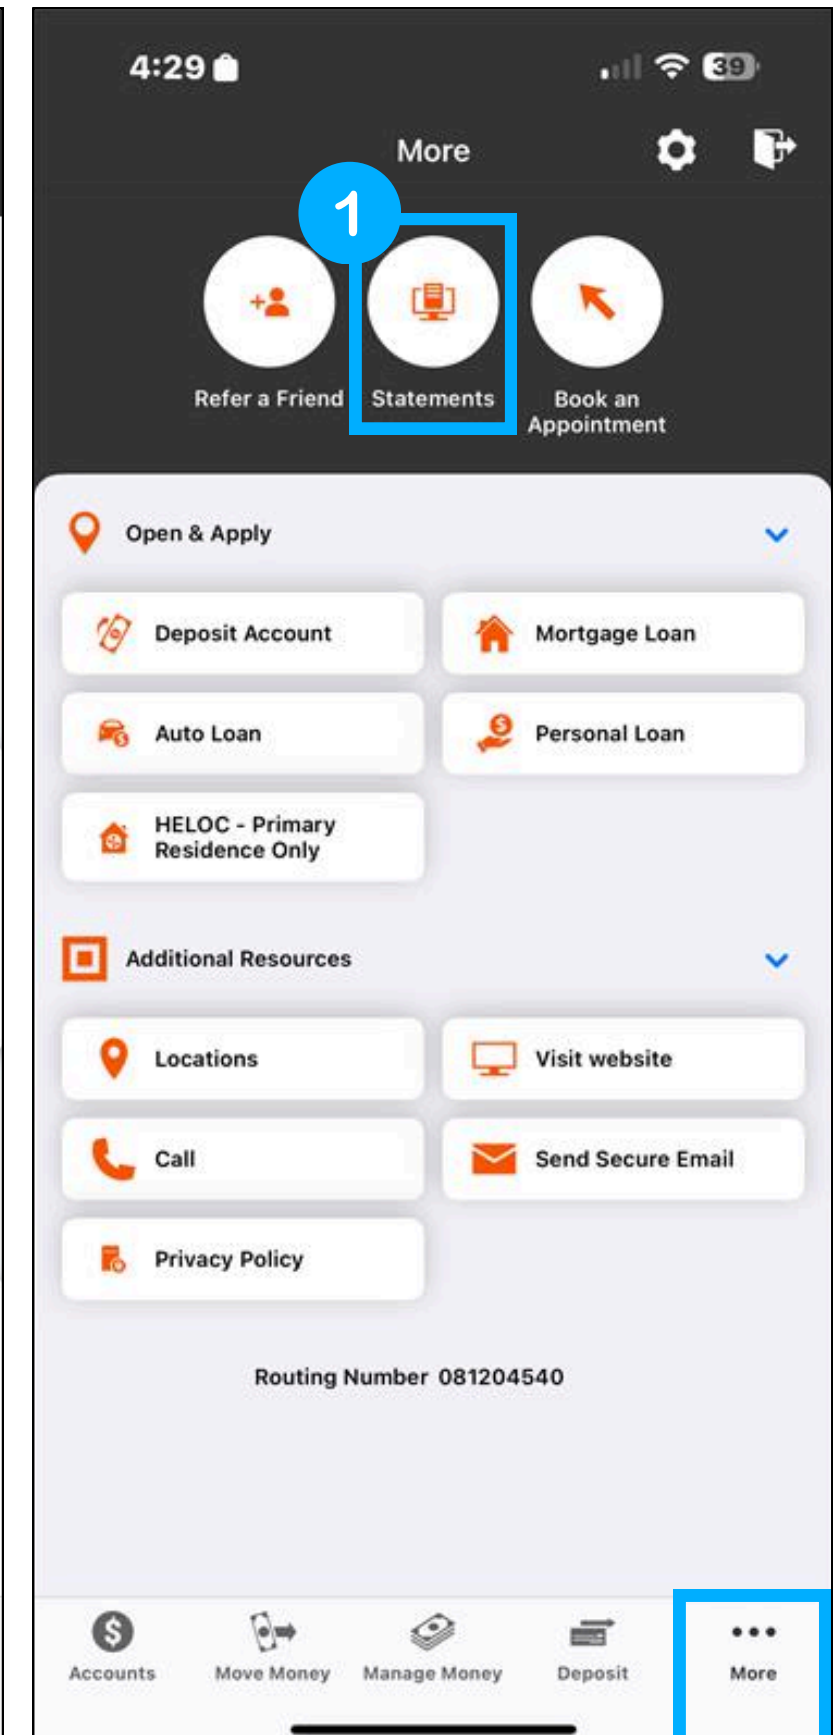 4:29
39
More
1
Refer a Friend
Statements
Book an
Appointment
Open & Apply
Deposit Account
Mortgage Loan
Auto Loan
Personal Loan
HELOC - Primary
Residence Only
Additional Resources
Locations
Visit website
Call
Send Secure Email
Privacy Policy
Routing Number 081204540
Accounts
Move Money
Manage Money
Deposit
More